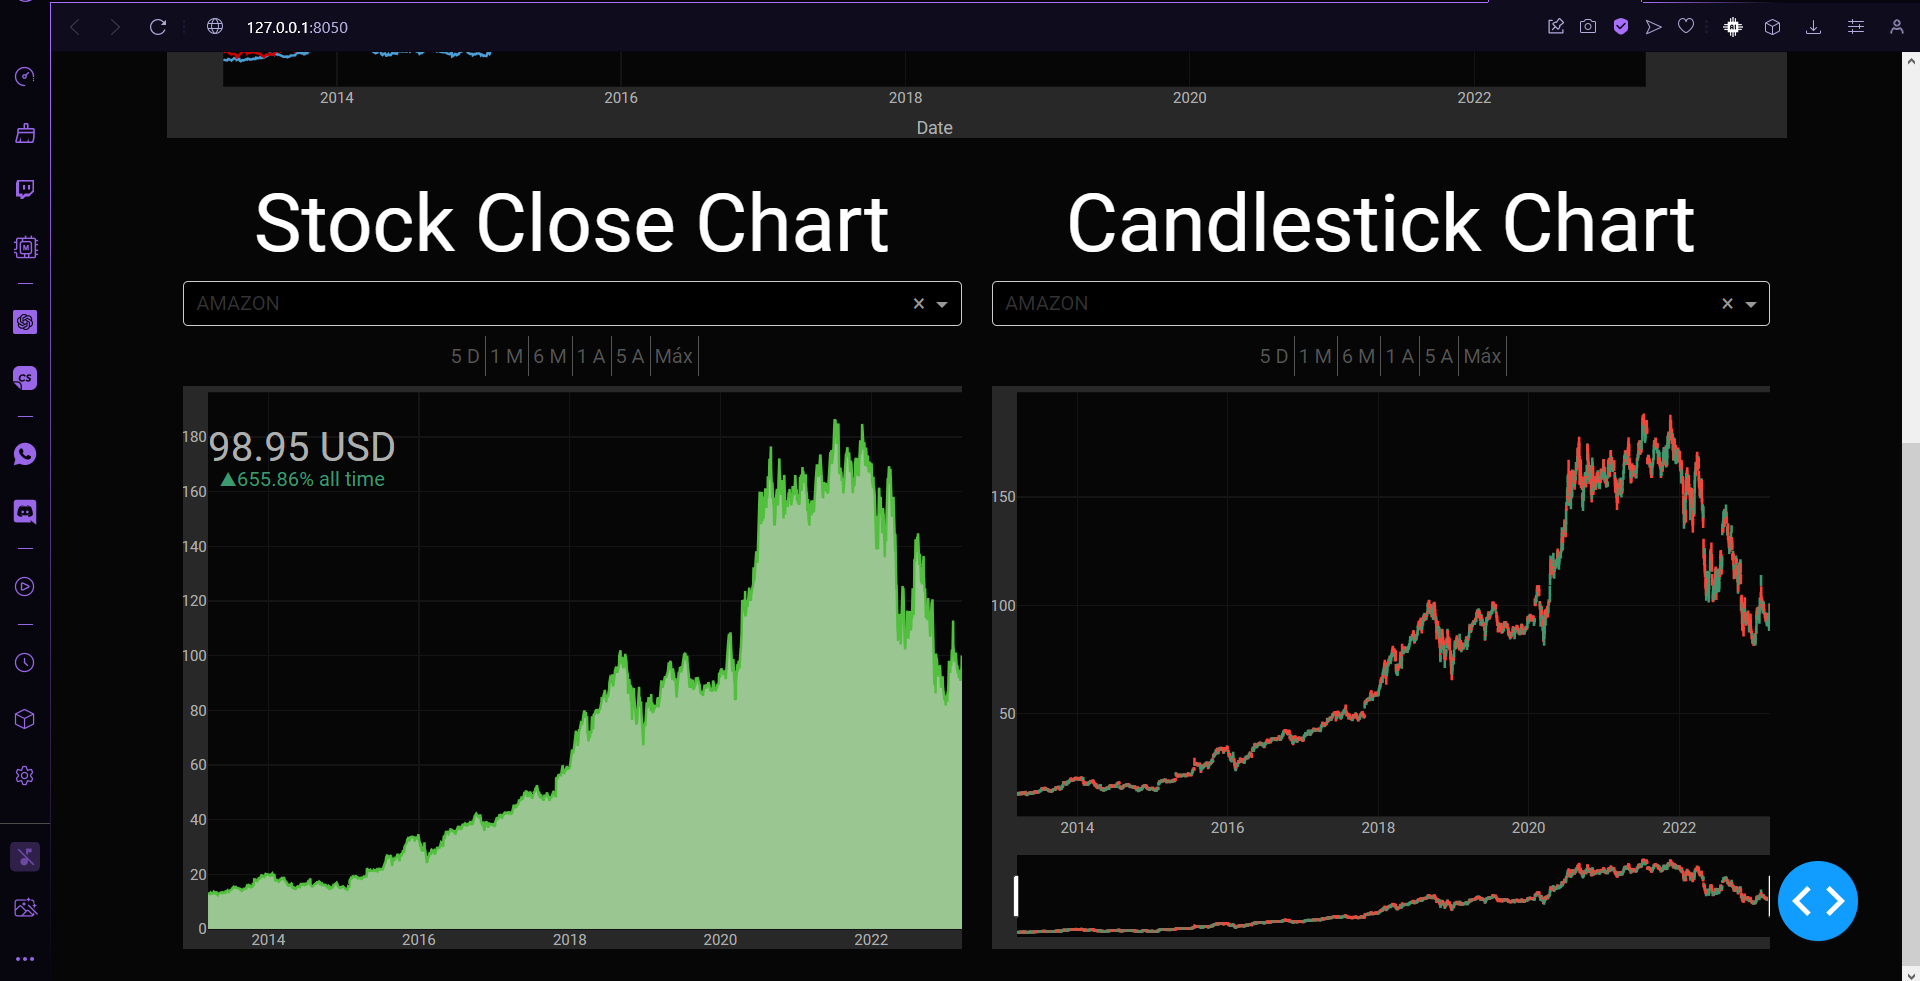 127.0.0.1:8050
2014 2016 2018 2020 2022
Date
Stock Close Chart
AMAZON
5 D 1 M 6 M 1 A 5 A Máx
98.95 USD
▲655.86% all time
180
160
140
120
100
80
60
40
20
0
2014 2016 2018 2020 2022
Candlestick Chart
AMAZON
5 D 1 M 6 M 1 A 5 A Máx
150
100
50
2014 2016 2018 2020 2022
AI
M
CS